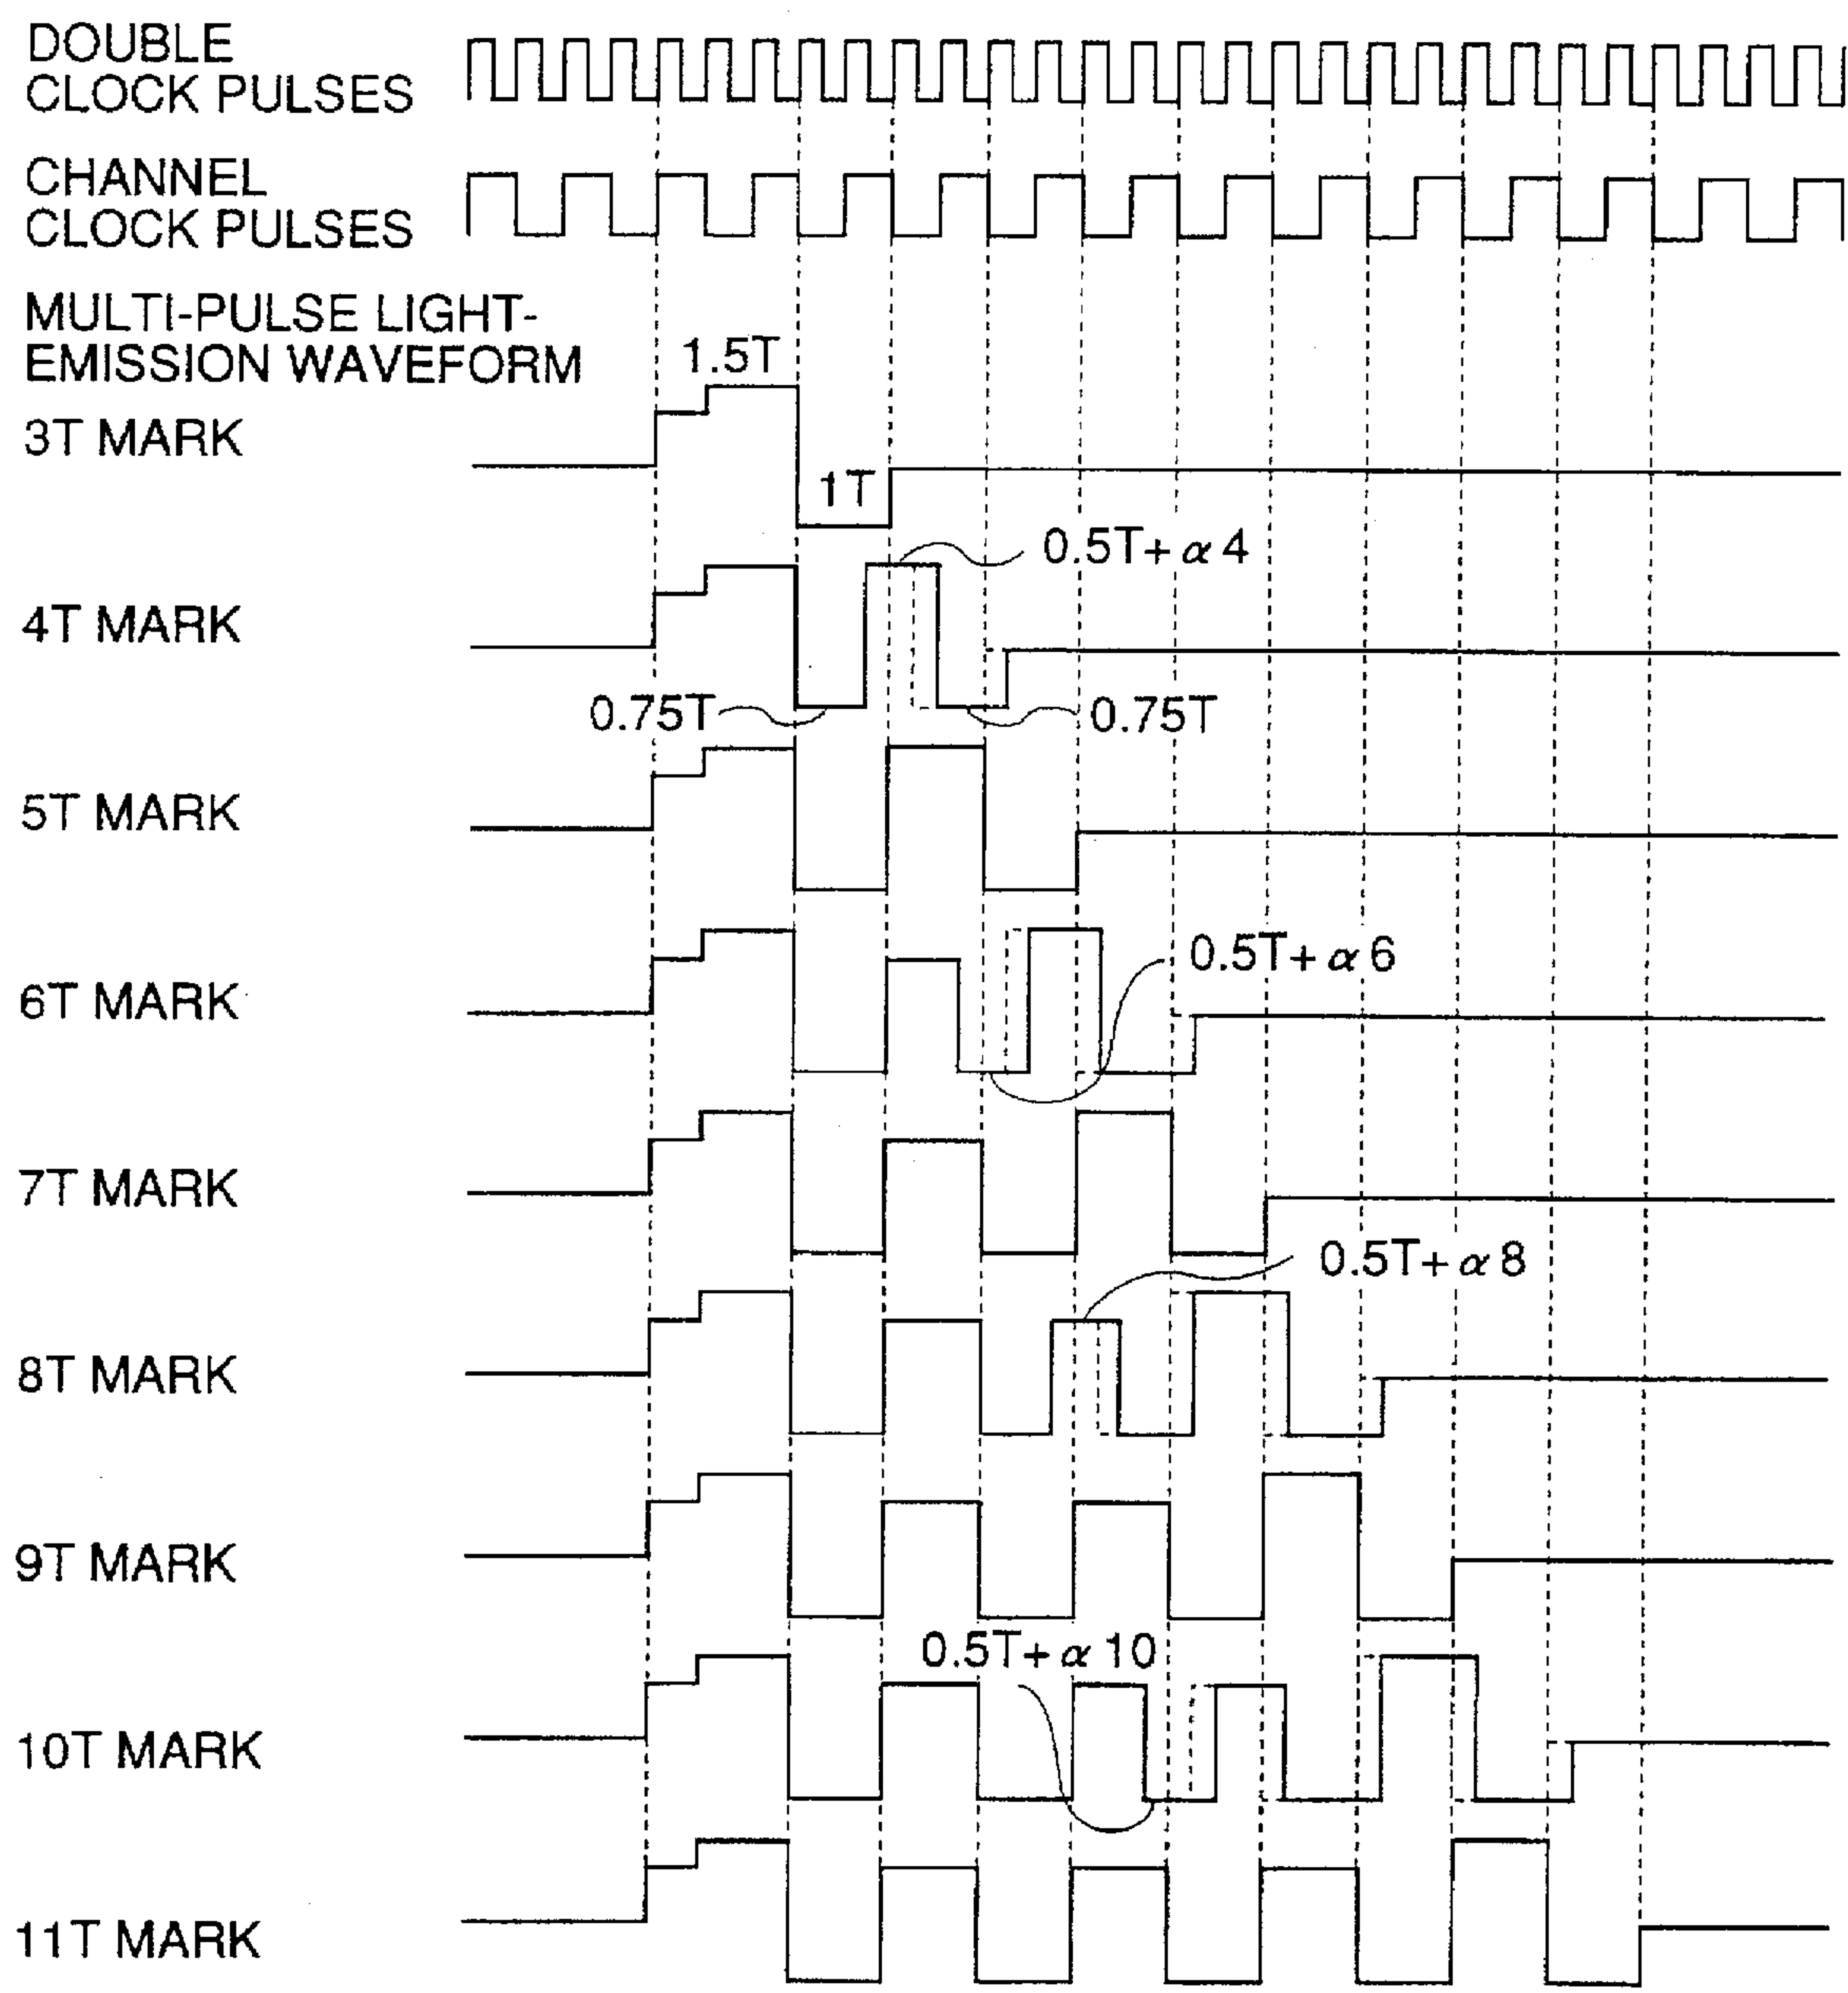 DOUBLE
CLOCK PULSES
CHANNEL
CLOCK PULSES
MULTI-PULSE LIGHT-
EMISSION WAVEFORM
1.5T
3T MARK
1T
0.5T+α4
4T MARK
0.75T
0.75T
5T MARK
0.5T+α6
6T MARK
7T MARK
0.5T+α8
8T MARK
9T MARK
0.5T+α10
10T MARK
11T MARK